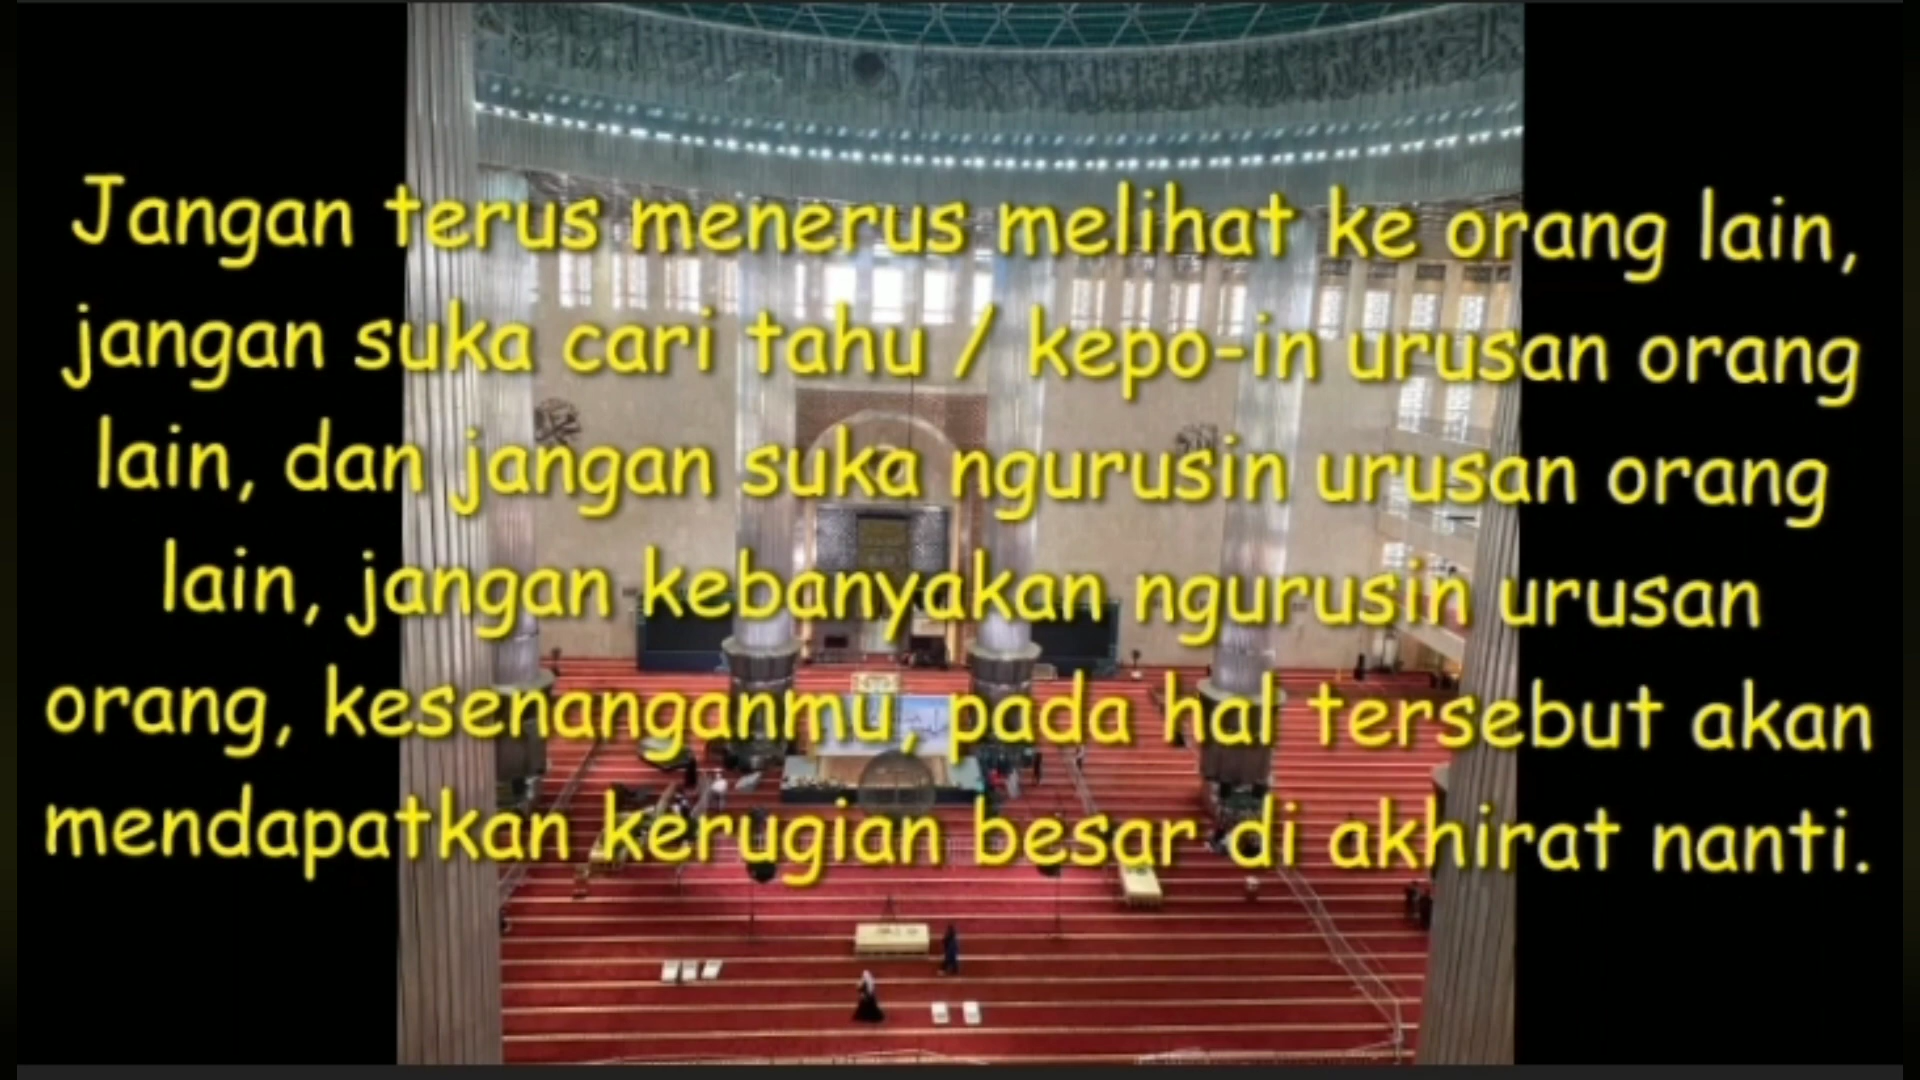 Jangan terus menerus melihat ke orang lain,
jangan suka cari tahu / kepo-in urusan orang
lain, dan jangan suka ngurusin urusan orang
lain, jangan kebanyakan ngurusin urusan
orang, kesenanganmu, pada hal tersebut akan
mendapatkan kerugian besar di akhirat nanti.